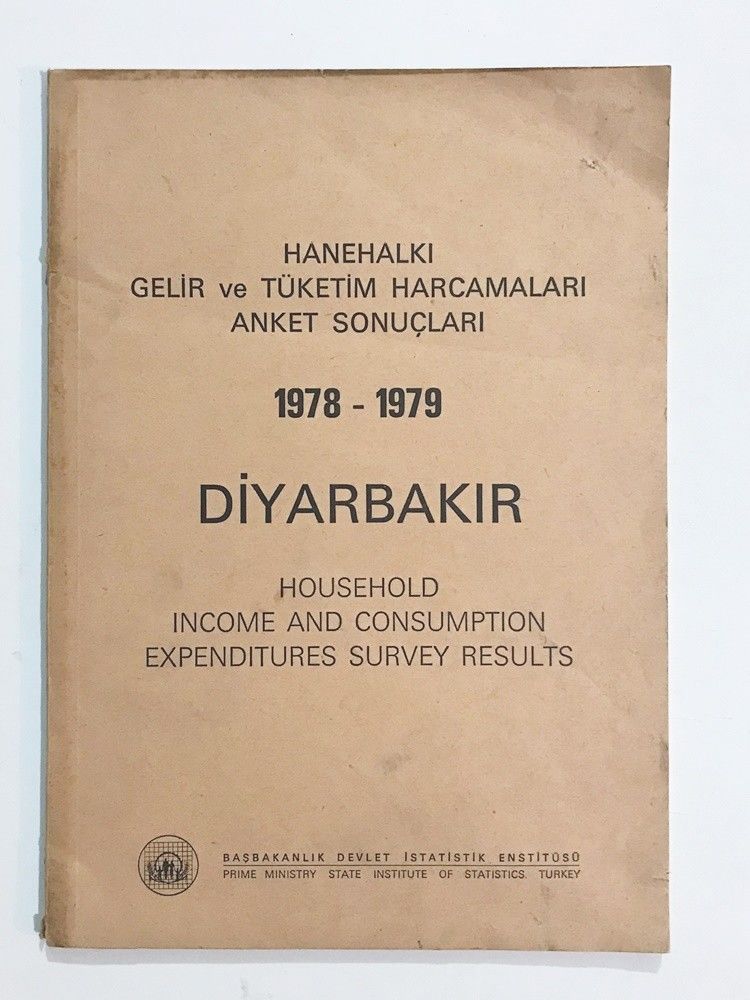 HANEHALKI
GELİR ve TÜKETİM HARCAMALARI
ANKET SONUÇLARI
1978 - 1979
DİYARBAKIR
HOUSEHOLD
INCOME AND CONSUMPTION
EXPENDITURES SURVEY RESULTS
BAŞBAKANLIK DEVLET İSTATİSTİK ENSTİTÜSÜ
PRIME MINISTRY STATE INSTITUTE OF STATISTICS. TURKEY